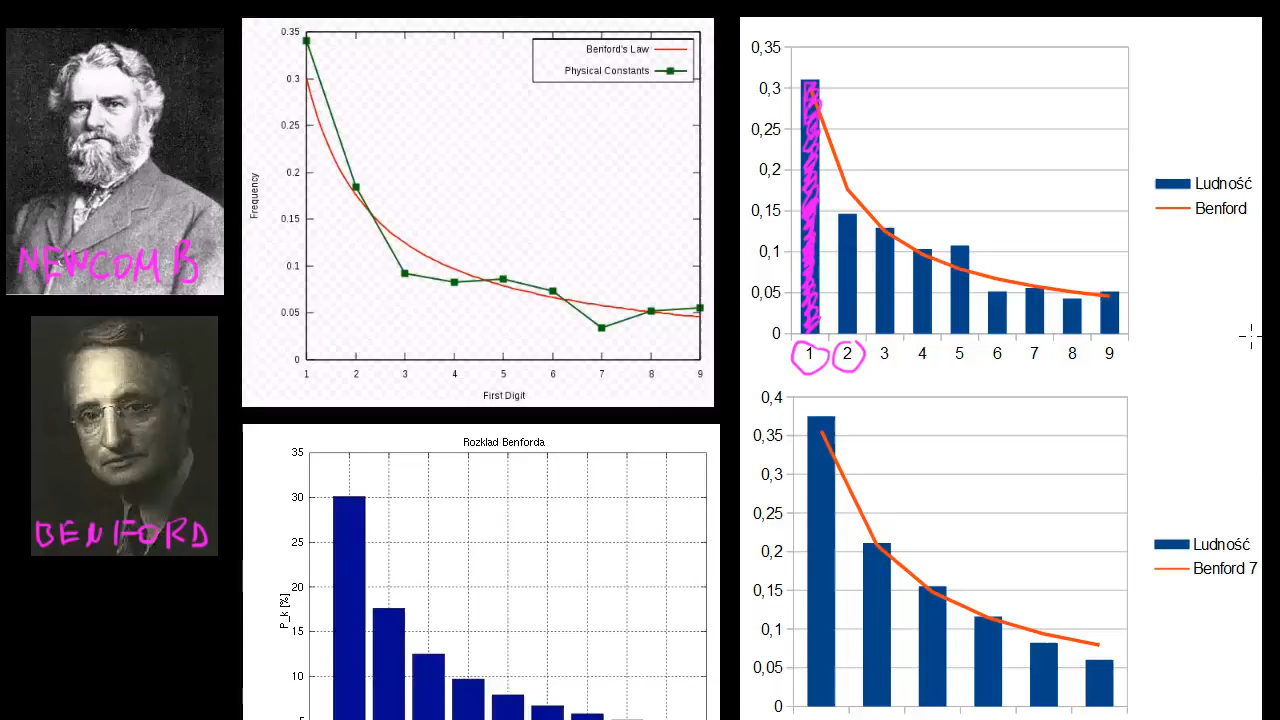 NEWCOMB
BENFORD
0.35
0.3
0.25
0.2
0.15
0.1
0.05
0
Frequency
1 2 3 4 5 6 7 8 9
First Digit
Benford's Law
Physical Constants
Rozklad Benforda
35
30
25
20
15
10
P_k [%]
0,35
0,3
0,25
0,2
0,15
0,1
0,05
0
1 2 3 4 5 6 7 8 9
Ludność
Benford
0,4
0,35
0,3
0,25
0,2
0,15
0,1
0,05
0
Ludność
Benford 7